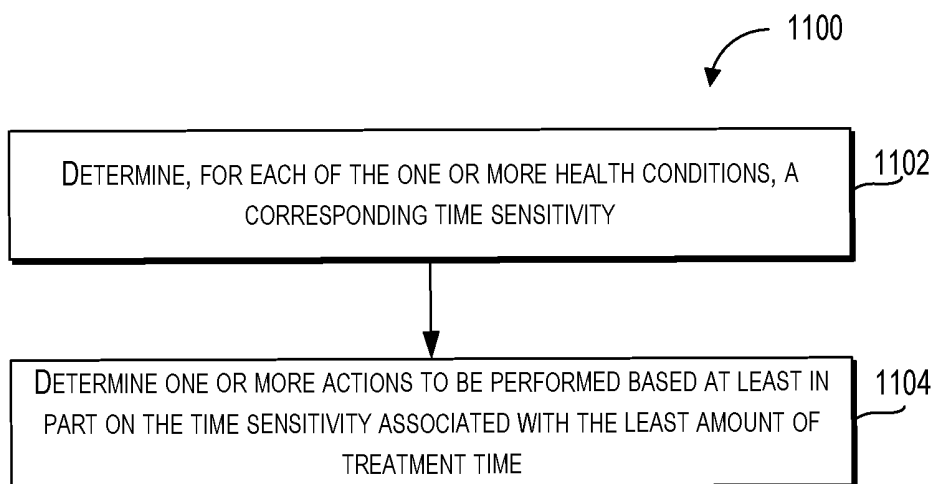 1100
DETERMINE, FOR EACH OF THE ONE OR MORE HEALTH CONDITIONS, A
CORRESPONDING TIME SENSITIVITY
1102
DETERMINE ONE OR MORE ACTIONS TO BE PERFORMED BASED AT LEAST IN
PART ON THE TIME SENSITIVITY ASSOCIATED WITH THE LEAST AMOUNT OF
TREATMENT TIME
1104